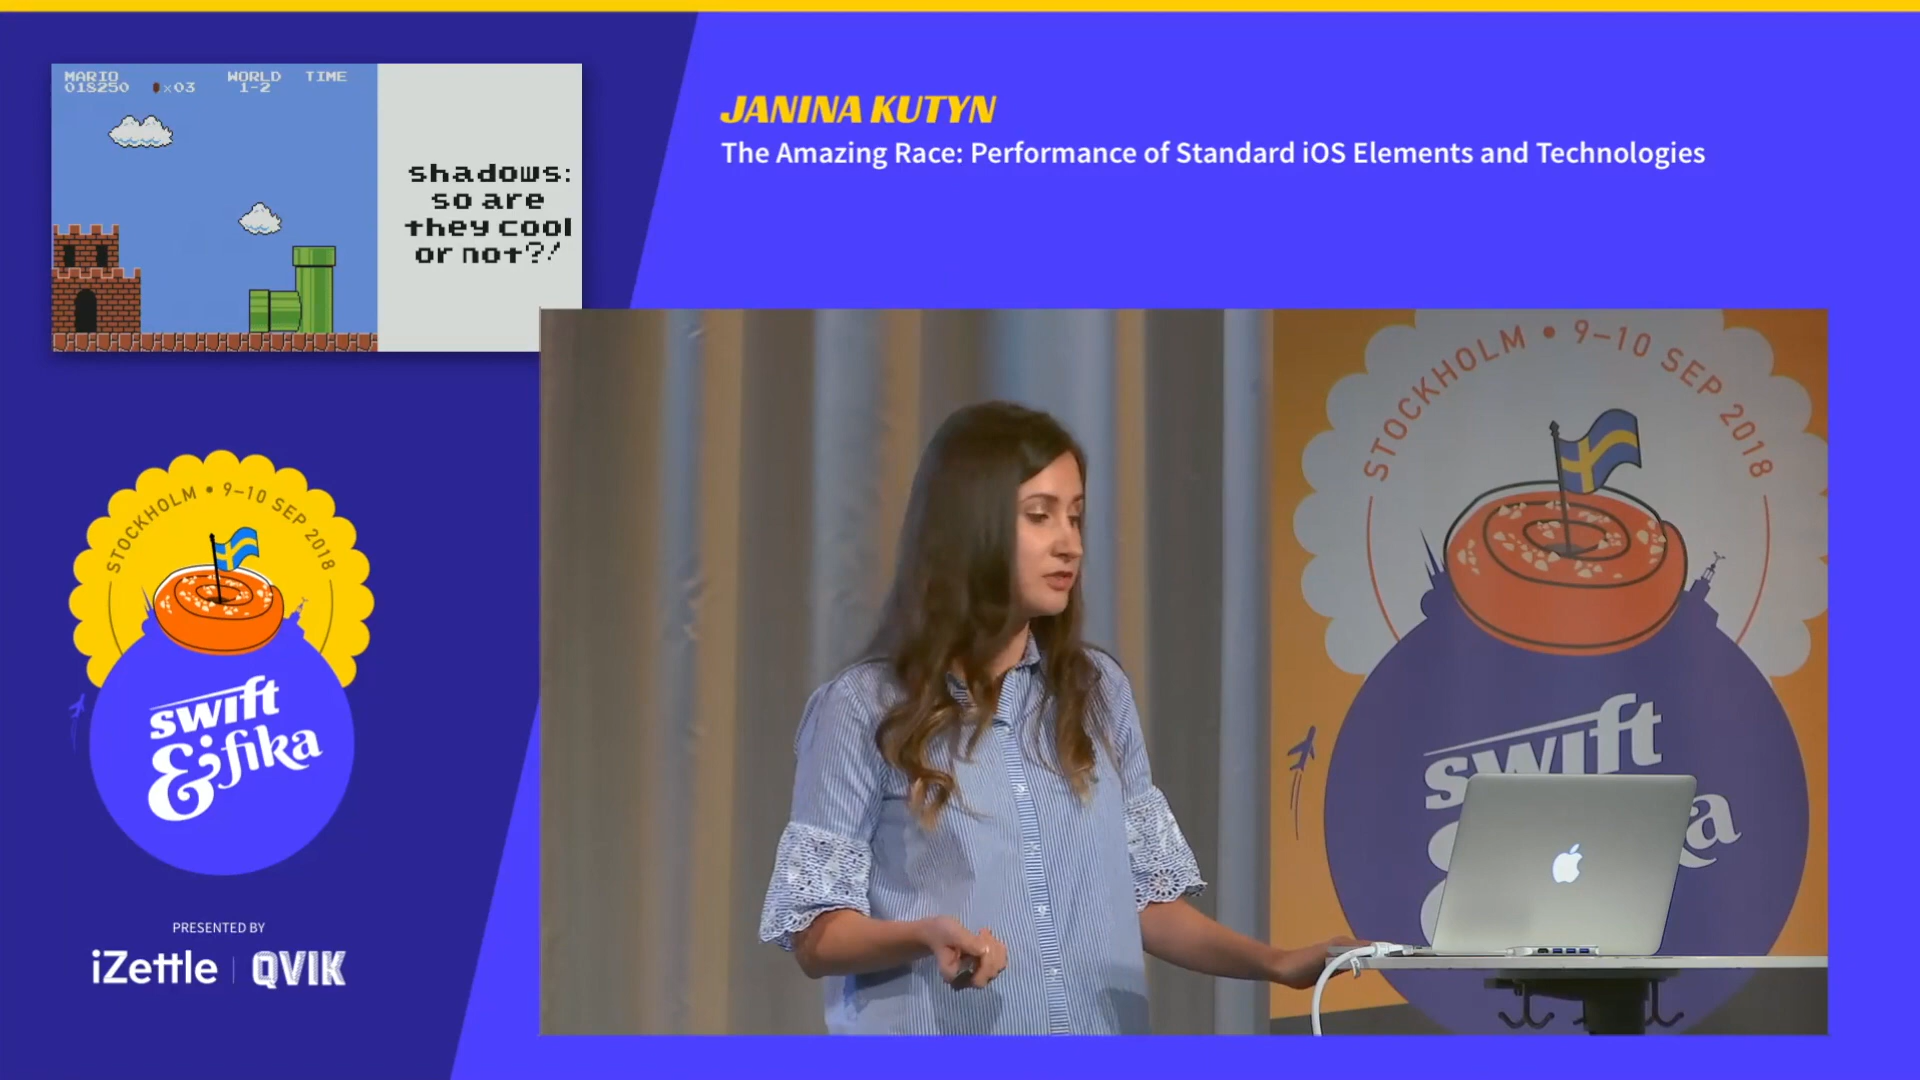 MARIO
018250
×03
WORLD
1-2
TIME
shadows:
so are
they cool
or not?!
JANINA KUTYN
The Amazing Race: Performance of Standard iOS Elements and Technologies
STOCKHOLM • 9–10 SEP 2018
swift
&fika
PRESENTED BY
iZettle
QVIK
STOCKHOLM • 9–10 SEP 2018
swift